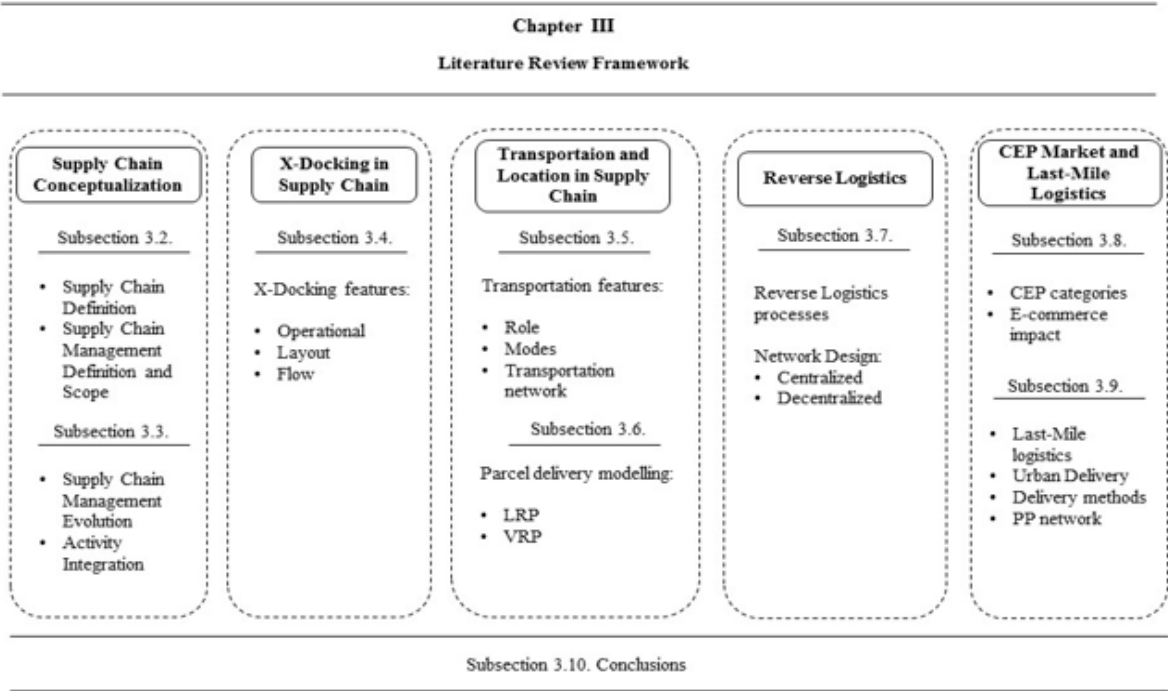 Chapter III
Literature Review Framework
Supply Chain
Conceptualization
Subsection 3.2.
• Supply Chain
Definition
• Supply Chain
Management
Definition and
Scope
Subsection 3.3.
• Supply Chain
Management
Evolution
• Activity
Integration
X-Docking in
Supply Chain
Subsection 3.4.
X-Docking features:
• Operational
• Layout
• Flow
Transportaion and
Location in Supply
Chain
Subsection 3.5.
Transportation features:
• Role
• Modes
• Transportation
network
Subsection 3.6.
Parcel delivery modelling:
• LRP
• VRP
Reverse Logistics
Subsection 3.7.
Reverse Logistics
processes
Network Design:
• Centralized
• Decentralized
CEP Market and
Last-Mile
Logistics
Subsection 3.8.
• CEP categories
• E-commerce
impact
Subsection 3.9.
• Last-Mile
logistics
• Urban Delivery
• Delivery methods
• PP network
Subsection 3.10. Conclusions